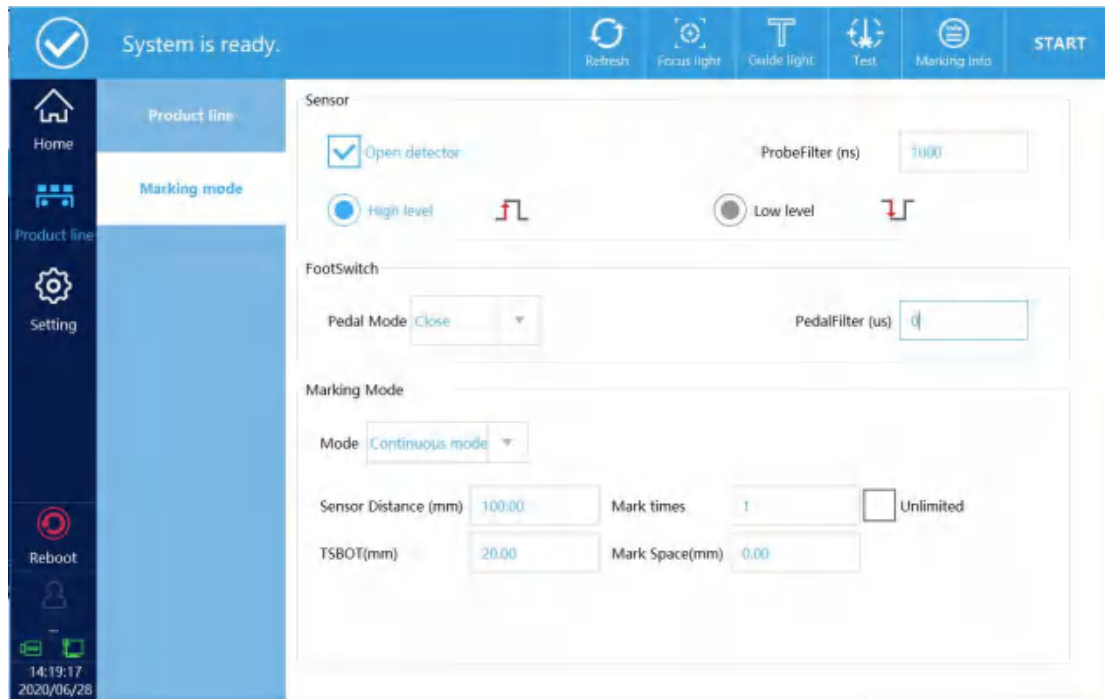 System is ready.
Refresh
Focus light
Guide light
Test
Marking info
START
Home
Product line
Setting
Reboot
...
14:19:17
2020/06/28
Product line
Marking mode
Sensor
Open detector
ProbeFilter (ns) 1000
High level Low level
FootSwitch
Pedal Mode Close PedalFilter (us) 0
Marking Mode
Mode Continuous mode
Sensor Distance (mm) 100.00 Mark times 1 Unlimited
TSBOT(mm) 20.00 Mark Space(mm) 0.00